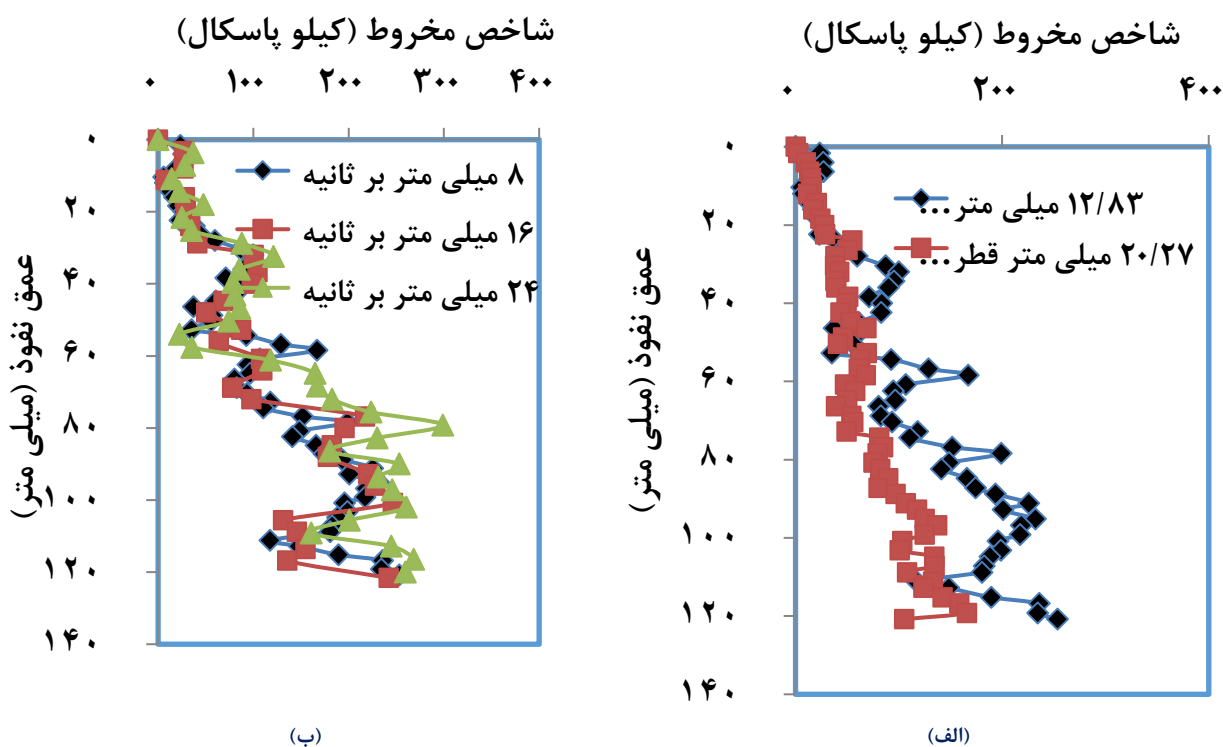 شاخص مخروط (کیلو پاسکال)
۰ ۲۰۰ ۴۰۰
۰
۲۰
۴۰
۶۰
۸۰
۱۰۰
۱۲۰
۱۴۰
عمق نفوذ (میلی متر)
۱۲/۸۳ میلی متر...
۲۰/۲۷ میلی متر قطر...
(الف)
شاخص مخروط (کیلو پاسکال)
۰ ۱۰۰ ۲۰۰ ۳۰۰ ۴۰۰
۰
۲۰
۴۰
۶۰
۸۰
۱۰۰
۱۲۰
۱۴۰
عمق نفوذ (میلی متر)
۸ میلی متر بر ثانیه
۱۶ میلی متر بر ثانیه
۲۴ میلی متر بر ثانیه
(ب)